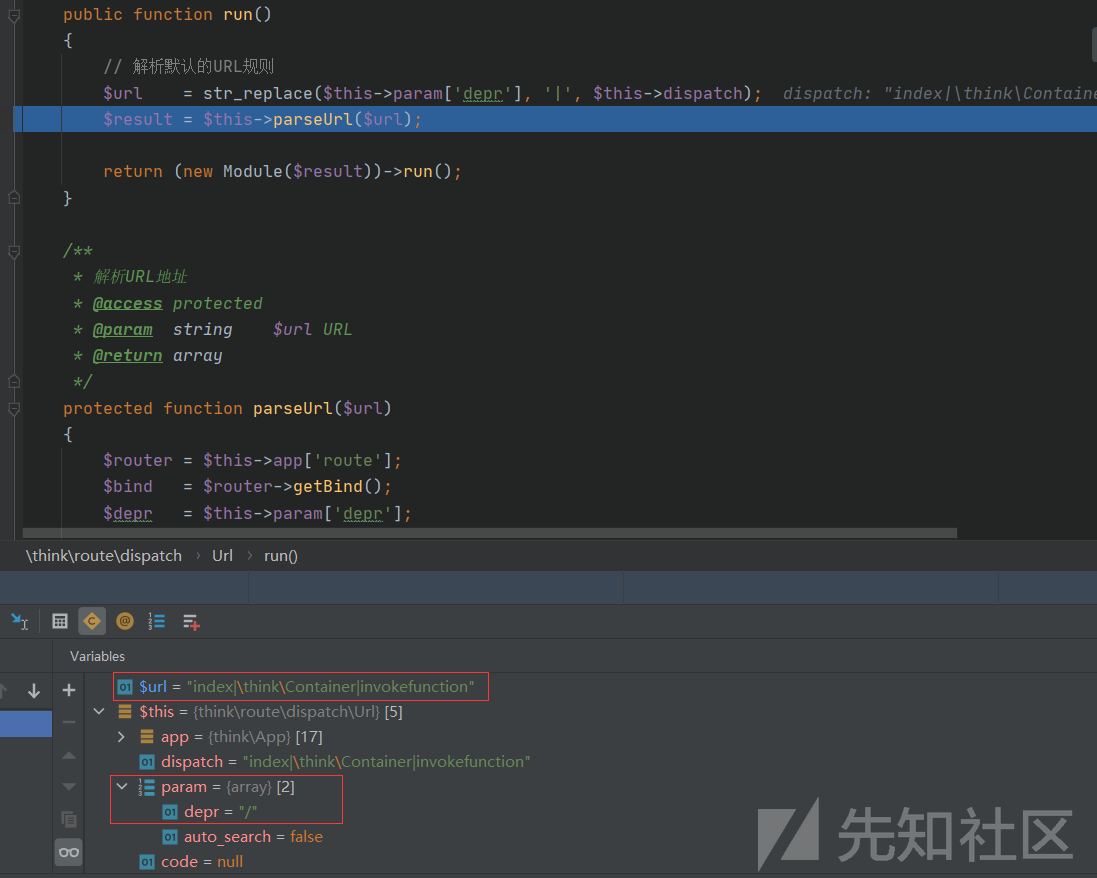 public function run()
{
// 解析默认的URL规则
$url    = str_replace($this->param['depr'], '|', $this->dispatch);  dispatch: "index|\think\Containe
$result = $this->parseUrl($url);
return (new Module($result))->run();
}
/**
* 解析URL地址
* @access protected
* @param  string    $url URL
* @return array
*/
protected function parseUrl($url)
{
$router = $this->app['route'];
$bind   = $router->getBind();
$depr   = $this->param['depr'];
\think\route\dispatch › Url › run()
Variables
$url = "index|\think\Container|invokefunction"
$this = {think\route\dispatch\Url} [5]
app = {think\App} [17]
dispatch = "index|\think\Container|invokefunction"
param = {array} [2]
depr = "/"
auto_search = false
code = null
先知社区